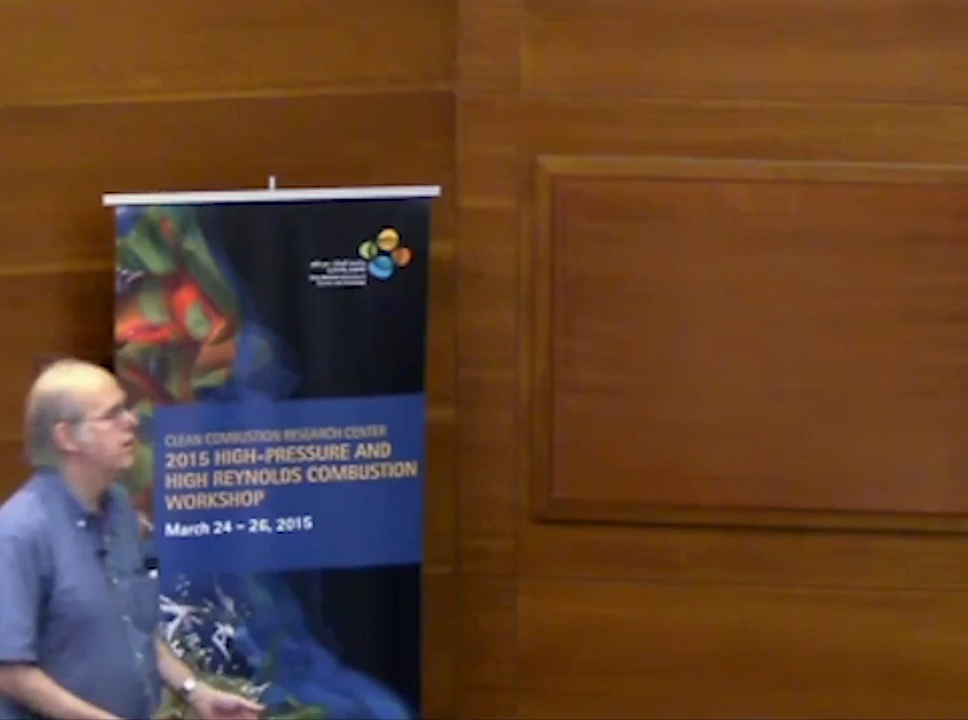 CLEAN COMBUSTION RESEARCH CENTER
2015 HIGH-PRESSURE AND
HIGH REYNOLDS COMBUSTION
WORKSHOP
March 24 – 26, 2015